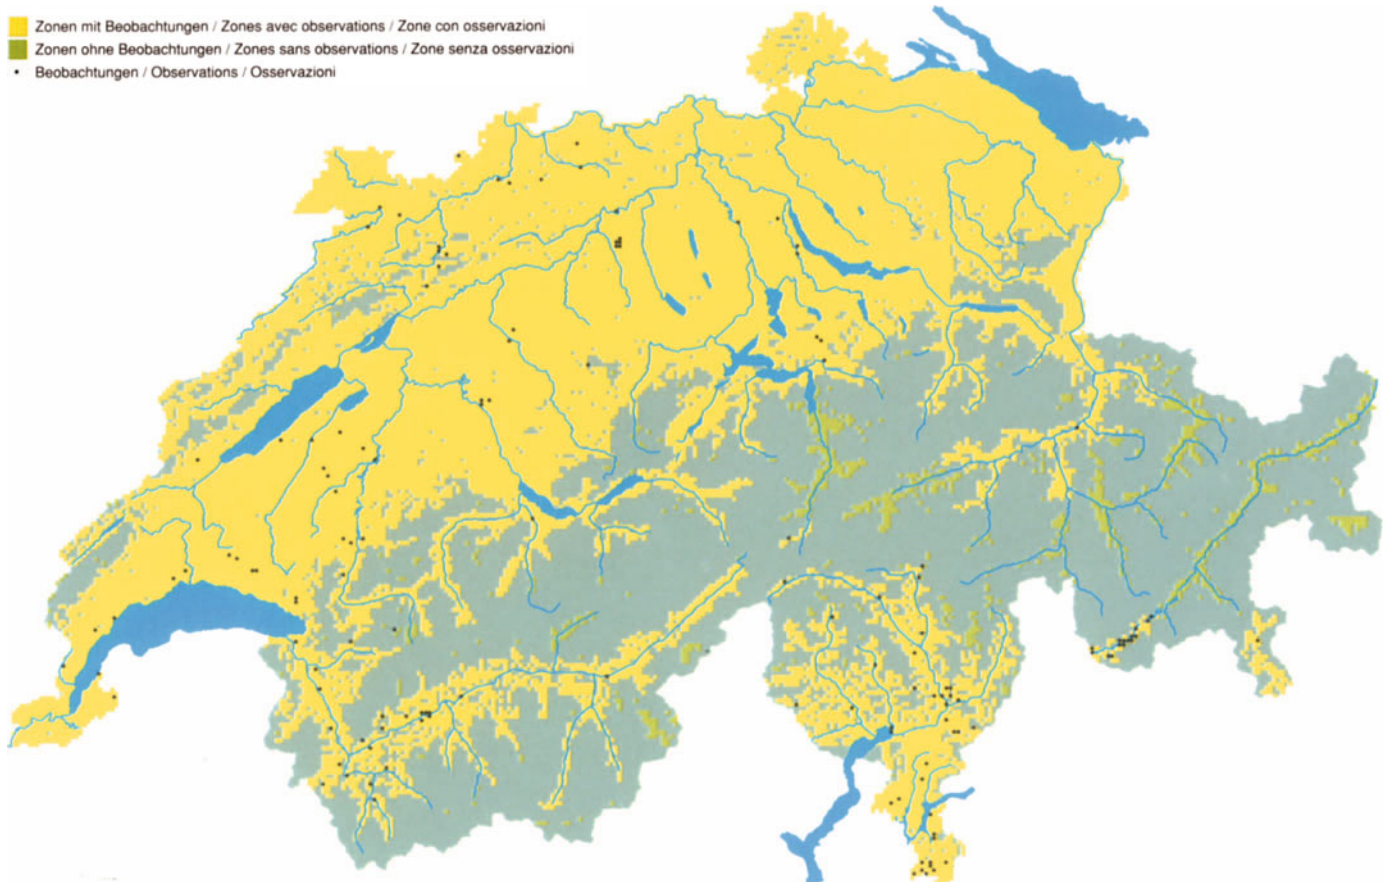 Zonen mit Beobachtungen / Zones avec observations / Zone con osservazioni
Zonen ohne Beobachtungen / Zones sans observations / Zone senza osservazioni
Beobachtungen / Observations / Osservazioni